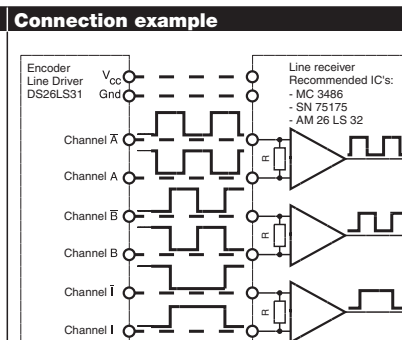 Connection example
Encoder
Line Driver
DS26LS31
VCC
Gnd
Channel A̅
Channel A
Channel B̅
Channel B
Channel I̅
Channel I
Line receiver
Recommended IC's:
- MC 3486
- SN 75175
- AM 26 LS 32
R
R
R